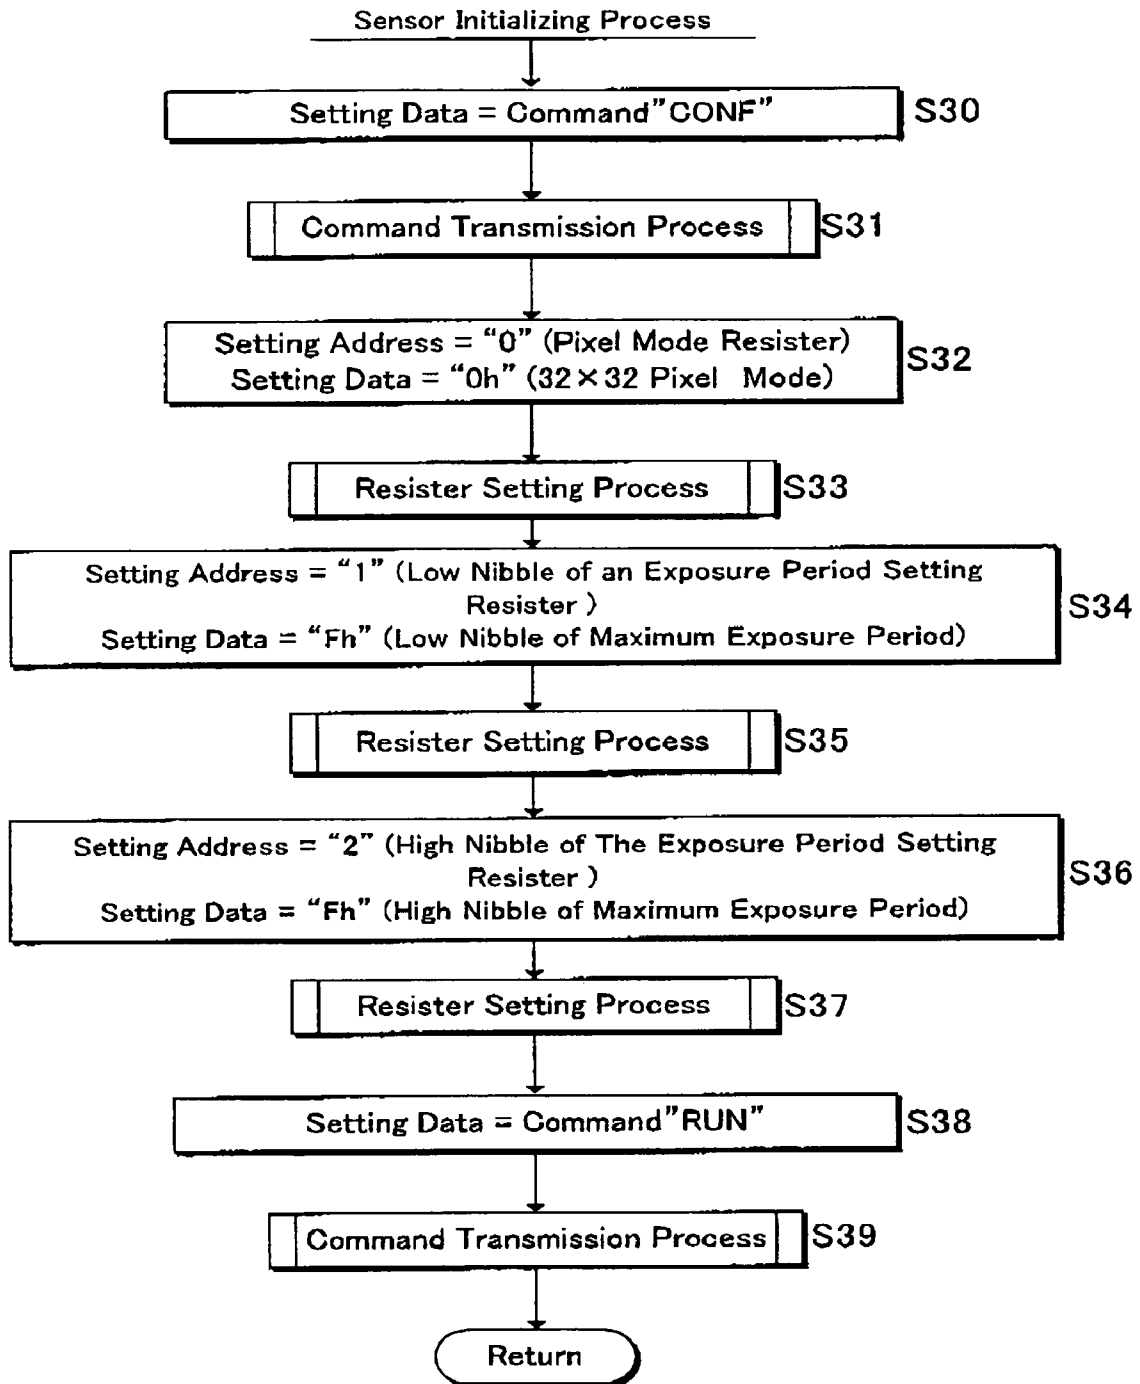 Sensor Initializing Process
Setting Data = Command"CONF"
S30
Command Transmission Process
S31
Setting Address = "0" (Pixel Mode Resister)
Setting Data = "0h" (32×32 Pixel Mode)
S32
Resister Setting Process
S33
Setting Address = "1" (Low Nibble of an Exposure Period Setting
Resister )
Setting Data = "Fh" (Low Nibble of Maximum Exposure Period)
S34
Resister Setting Process
S35
Setting Address = "2" (High Nibble of The Exposure Period Setting
Resister )
Setting Data = "Fh" (High Nibble of Maximum Exposure Period)
S36
Resister Setting Process
S37
Setting Data = Command"RUN"
S38
Command Transmission Process
S39
Return